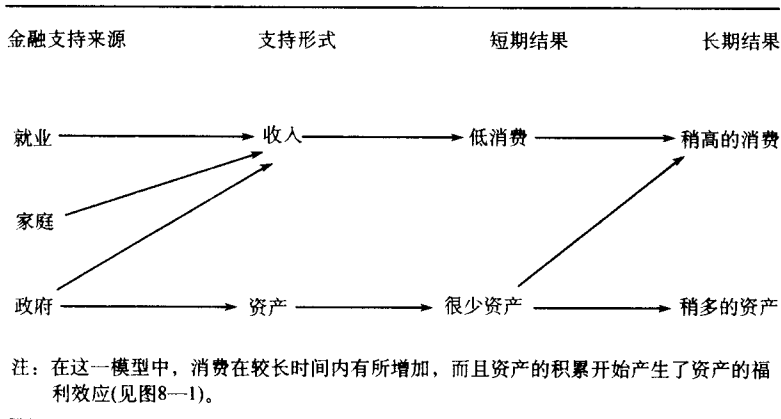 金融支持来源 支持形式 短期结果 长期结果
就业 收入 低消费 稍高的消费
家庭
政府 资产 很少资产 稍多的资产
注：在这一模型中，消费在较长时间内有所增加，而且资产的积累开始产生了资产的福
利效应(见图8—1)。